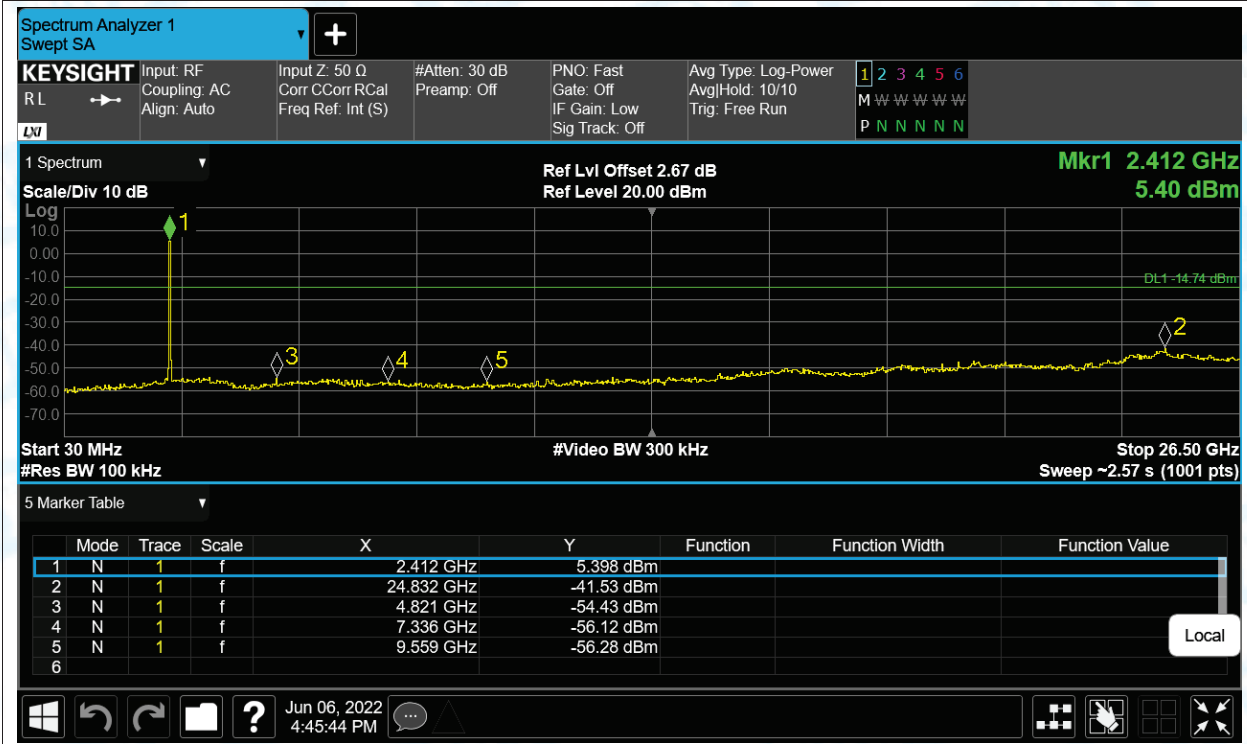 Spectrum Analyzer 1
Swept SA
+
KEYSIGHT
R L
LXI
Input: RF
Coupling: AC
Align: Auto
Input Z: 50 Ω
Corr CCorr RCal
Freq Ref: Int (S)
#Atten: 30 dB
Preamp: Off
PNO: Fast
Gate: Off
IF Gain: Low
Sig Track: Off
Avg Type: Log-Power
Avg|Hold: 10/10
Trig: Free Run
1 2 3 4 5 6
M W W W W W
P N N N N N
1 Spectrum
Scale/Div 10 dB
Ref Lvl Offset 2.67 dB
Ref Level 20.00 dBm
Mkr1 2.412 GHz
5.40 dBm
Log
10.0
0.00
-10.0
-20.0
-30.0
-40.0
-50.0
-60.0
-70.0
1
DL1 -14.74 dBm
2
3
4
5
Start 30 MHz
#Res BW 100 kHz
#Video BW 300 kHz
Stop 26.50 GHz
Sweep ~2.57 s (1001 pts)
5 Marker Table
Mode Trace Scale X Y Function Function Width Function Value
1 N 1 f 2.412 GHz 5.398 dBm
2 N 1 f 24.832 GHz -41.53 dBm
3 N 1 f 4.821 GHz -54.43 dBm
4 N 1 f 7.336 GHz -56.12 dBm
5 N 1 f 9.559 GHz -56.28 dBm
6
Local
?
Jun 06, 2022
4:45:44 PM